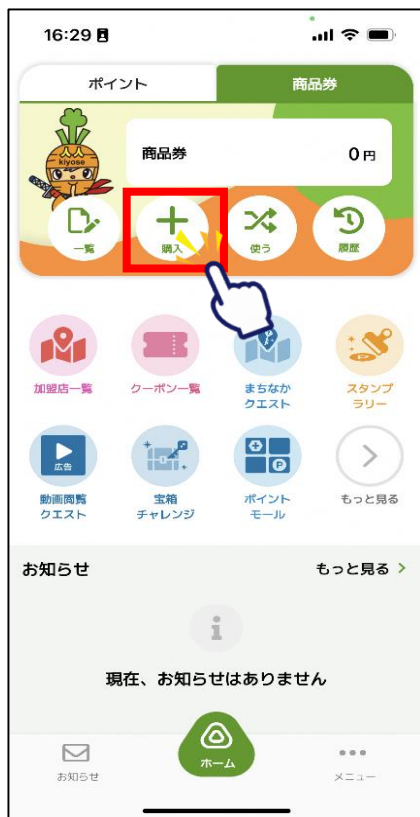 16:29
ポイント
商品券
kiyose
商品券
0円
一覧
購入
使う
履歴
加盟店一覧
クーポン一覧
まちなか
クエスト
スタンプ
ラリー
広告
P
動画閲覧
クエスト
宝箱
チャレンジ
ポイント
モール
もっと見る
お知らせ
もっと見る
現在、お知らせはありません
お知らせ
ホーム
メニュー